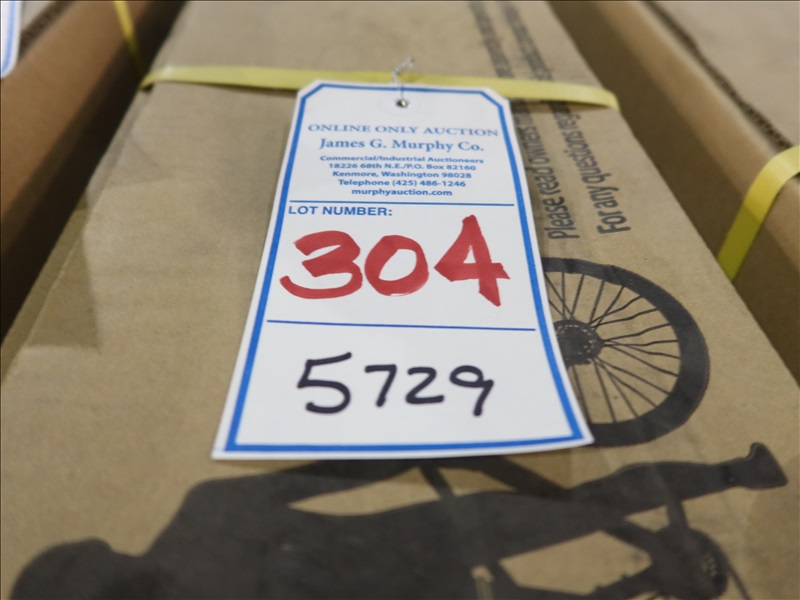 ONLINE ONLY AUCTION
James G. Murphy Co.
Commercial/Industrial Auctioneers
18226 68th N.E./P.O. Box 82160
Kenmore, Washington 98028
Telephone (425) 486-1246
murphyauction.com
LOT NUMBER:
304
5729
Please read owners
For any questions